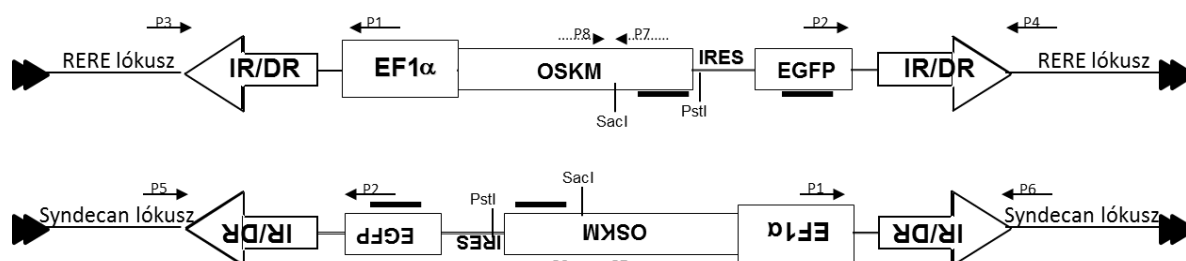 P3 P1 P8 P7 P2 P4
RERE lókusz IR/DR EF1α OSKM IRES EGFP IR/DR RERE lókusz
SacI PstI
P5 P2 PstI SacI P1 P6
Syndecan lókusz IR/DR EGFP IRES OSKM EF1α IR/DR Syndecan lókusz